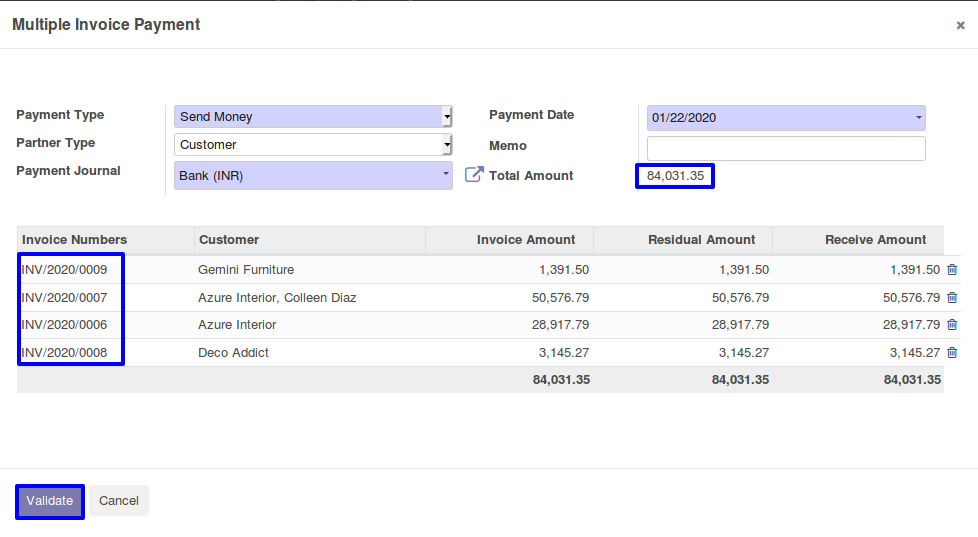 Multiple Invoice Payment ×
Payment Type Send Money Payment Date 01/22/2020
Partner Type Customer Memo
Payment Journal Bank (INR) Total Amount 84,031.35
Invoice Numbers Customer Invoice Amount Residual Amount Receive Amount
INV/2020/0009 Gemini Furniture 1,391.50 1,391.50 1,391.50
INV/2020/0007 Azure Interior, Colleen Diaz 50,576.79 50,576.79 50,576.79
INV/2020/0006 Azure Interior 28,917.79 28,917.79 28,917.79
INV/2020/0008 Deco Addict 3,145.27 3,145.27 3,145.27
84,031.35 84,031.35 84,031.35
Validate Cancel